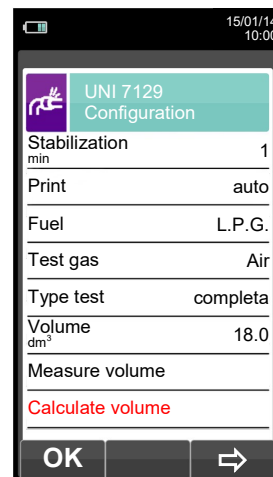 15/01/14
10:00
UNI 7129
Configuration
Stabilization
min
1
Print auto
Fuel L.P.G.
Test gas Air
Type test completa
Volume
dm³
18.0
Measure volume
Calculate volume
OK